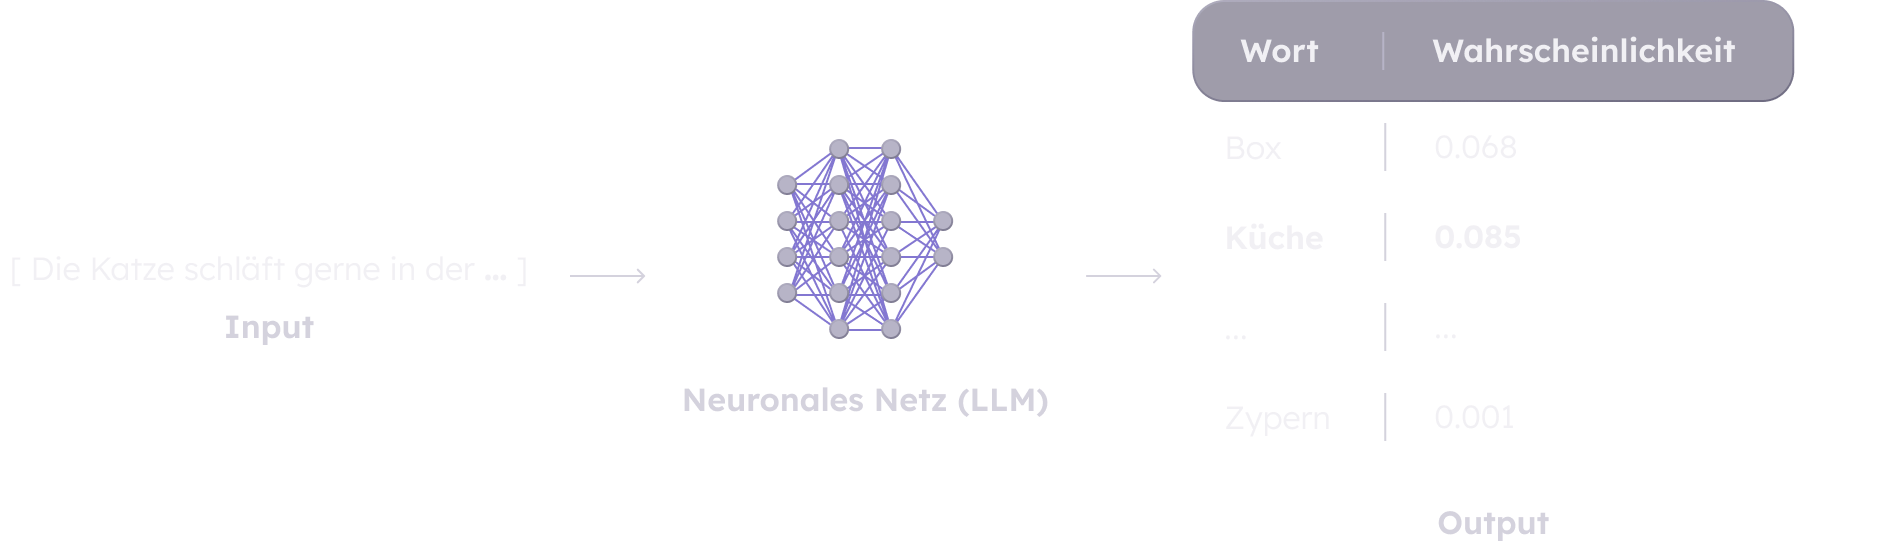 [ Die Katze schläft gerne in der ... ]
Input
Neuronales Netz (LLM)
Wort | Wahrscheinlichkeit
Box | 0.068
Küche | 0.085
... | ...
Zypern | 0.001
Output